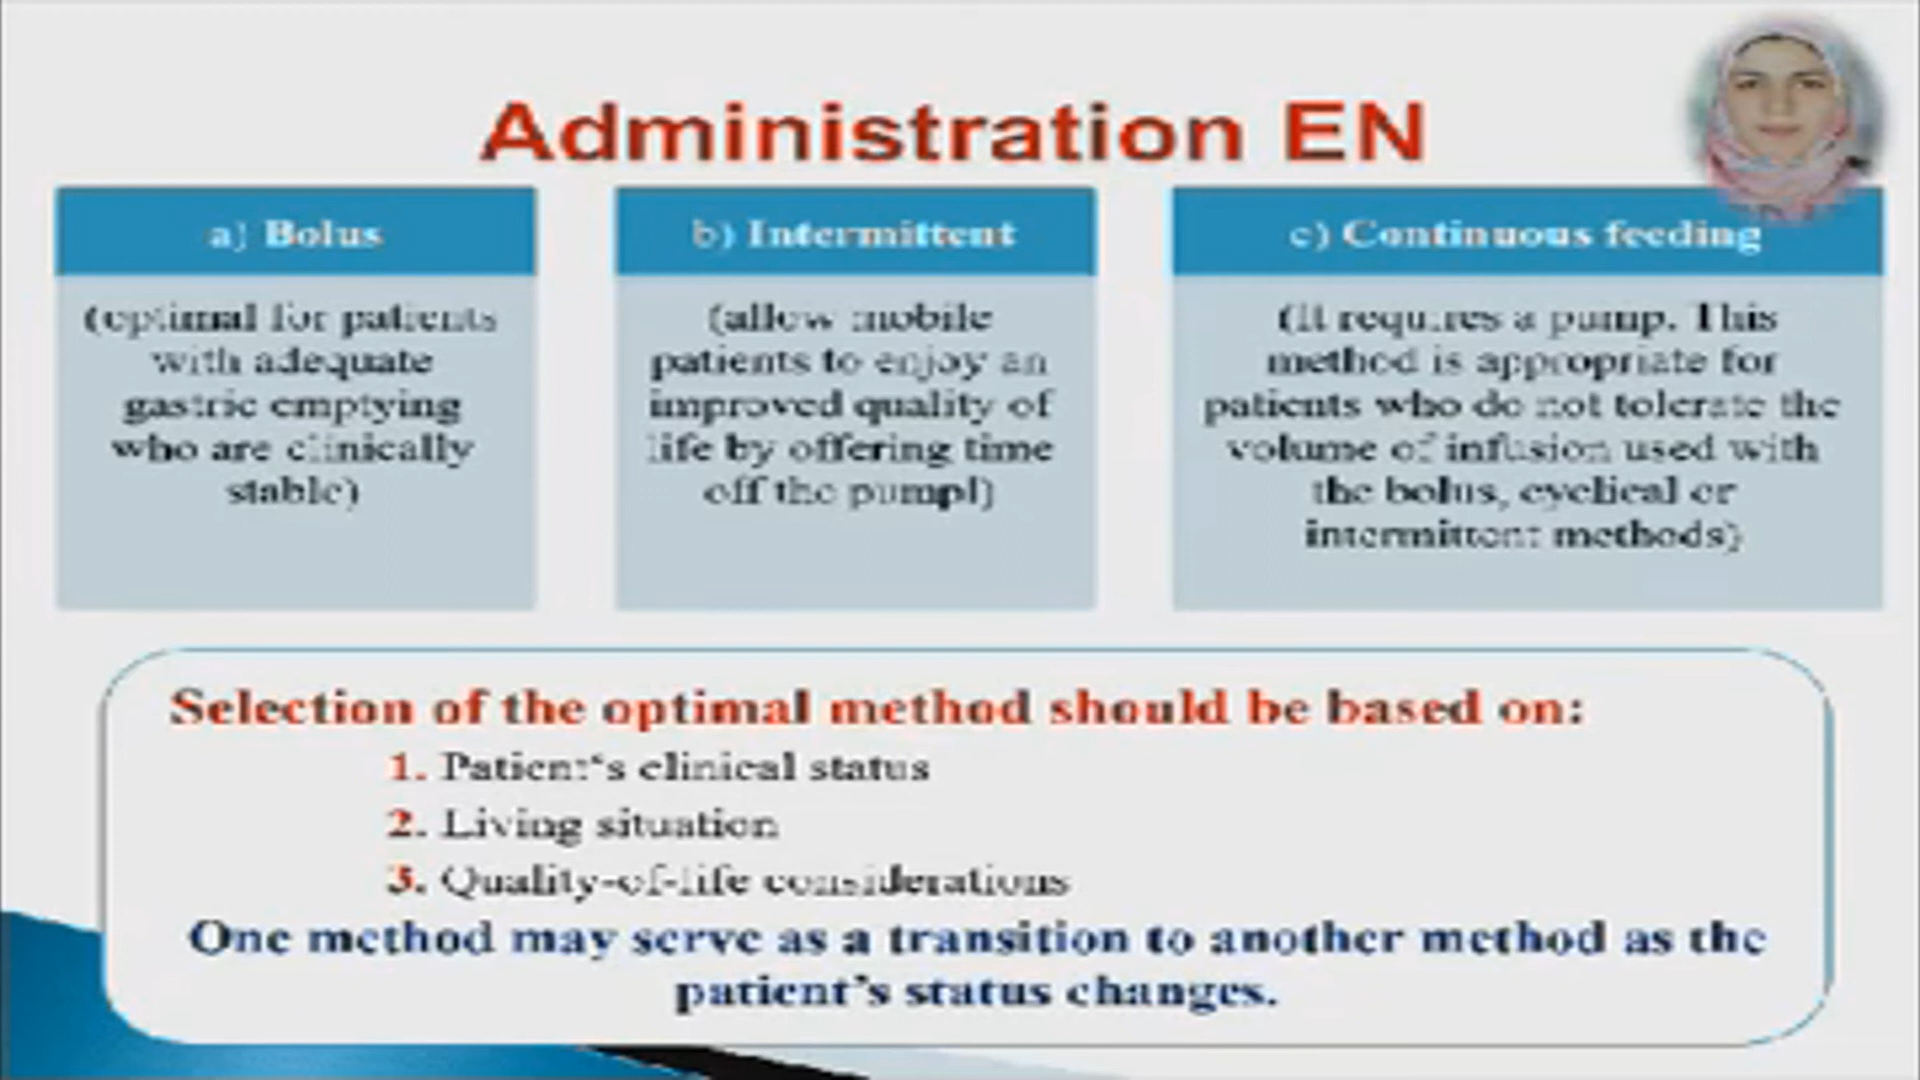 Administration EN
a) Bolus
(optimal for patients
with adequate
gastric emptying
who are clinically
stable)
b) Intermittent
(allow mobile
patients to enjoy an
improved quality of
life by offering time
off the pump!)
c) Continuous feeding
(It requires a pump. This
method is appropriate for
patients who do not tolerate the
volume of infusion used with
the bolus, cyclical or
intermittent methods)
Selection of the optimal method should be based on:
1. Patient‘s clinical status
2. Living situation
3. Quality-of-life considerations
One method may serve as a transition to another method as the
patient’s status changes.